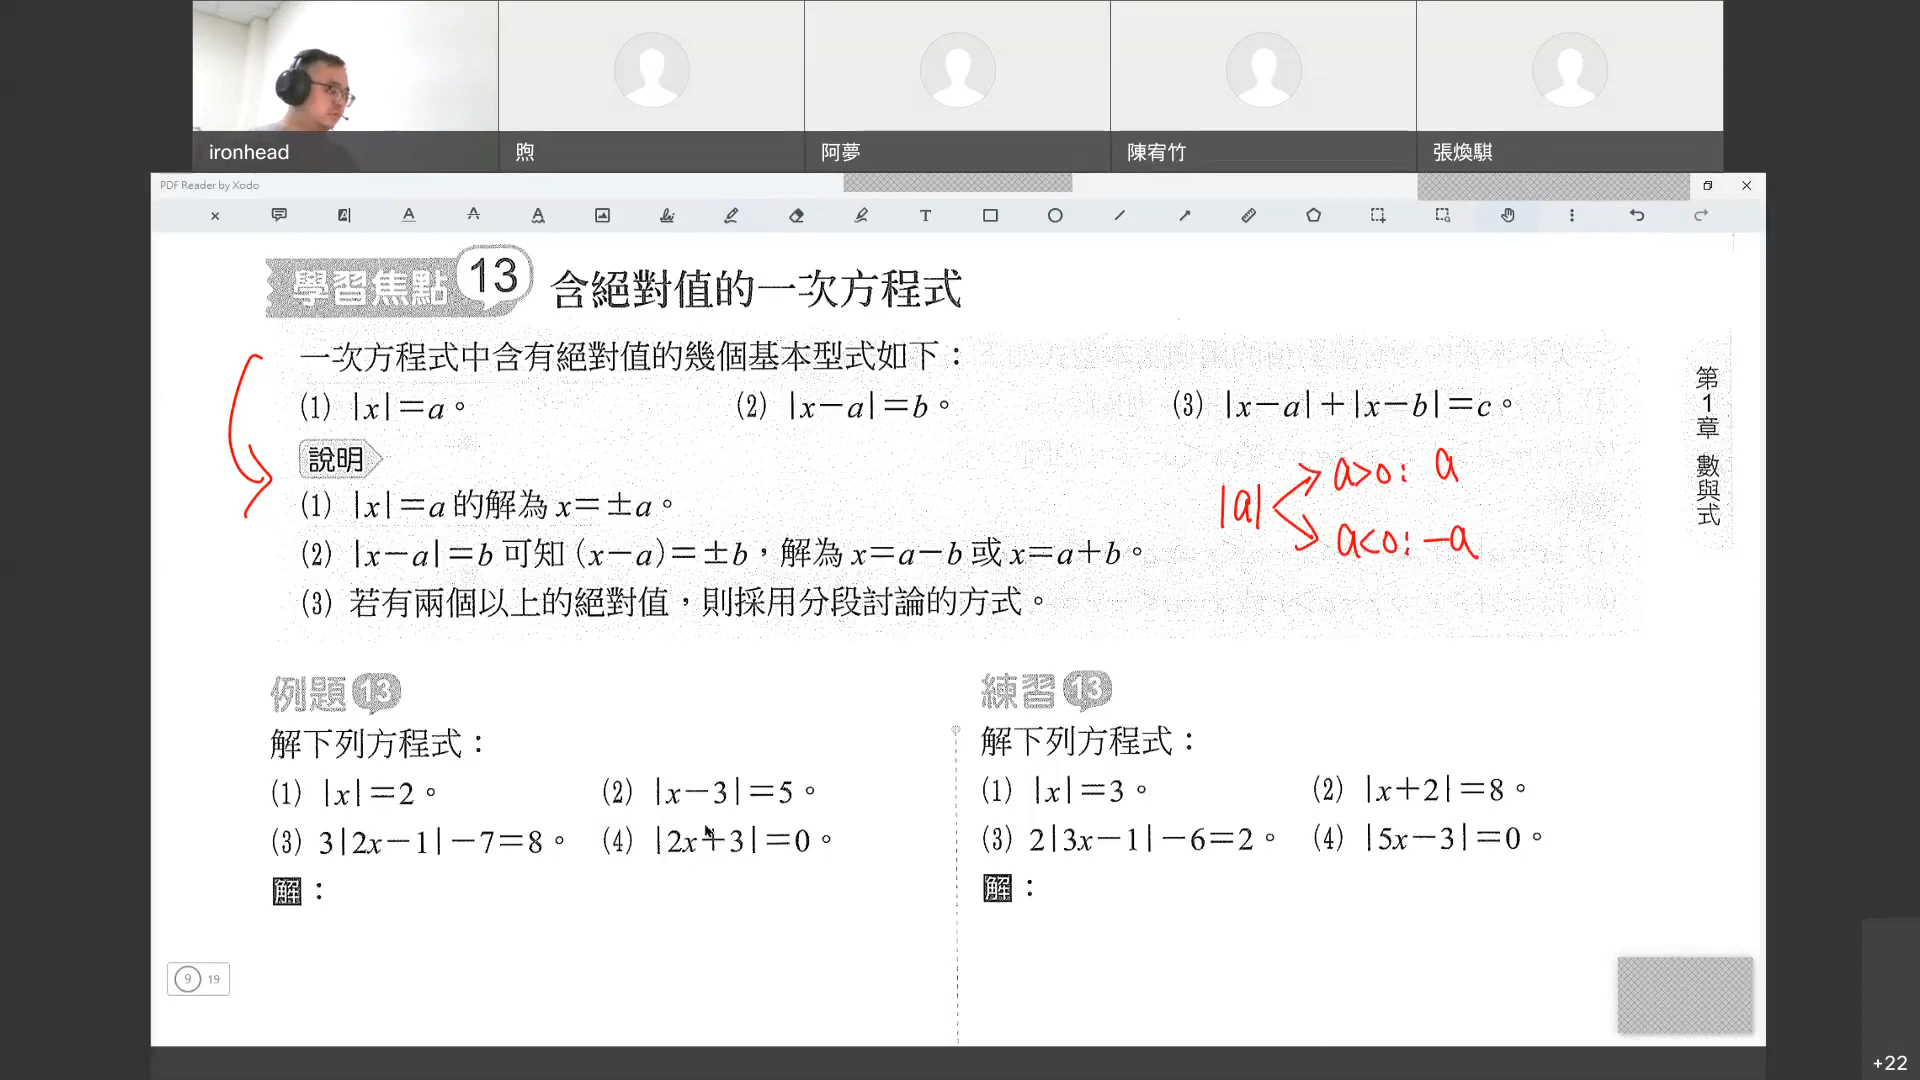 ironhead
煦
阿夢
陳宥竹
張煥騏
PDF Reader by Xodo
學習焦點 13 含絕對值的一次方程式
一次方程式中含有絕對值的幾個基本型式如下：
(1) |x|=a。 (2) |x−a|=b。 (3) |x−a|+|x−b|=c。
說明
(1) |x|=a 的解為 x=±a。
(2) |x−a|=b 可知 (x−a)=±b，解為 x=a−b 或 x=a+b。
(3) 若有兩個以上的絕對值，則採用分段討論的方式。
|a|
a>0: a
a<0: −a
第1章 數與式
例題 13
解下列方程式：
(1) |x|=2。 (2) |x−3|=5。
(3) 3|2x−1|−7=8。 (4) |2x+3|=0。
解：
練習 13
解下列方程式：
(1) |x|=3。 (2) |x+2|=8。
(3) 2|3x−1|−6=2。 (4) |5x−3|=0。
解：
9 19
+22